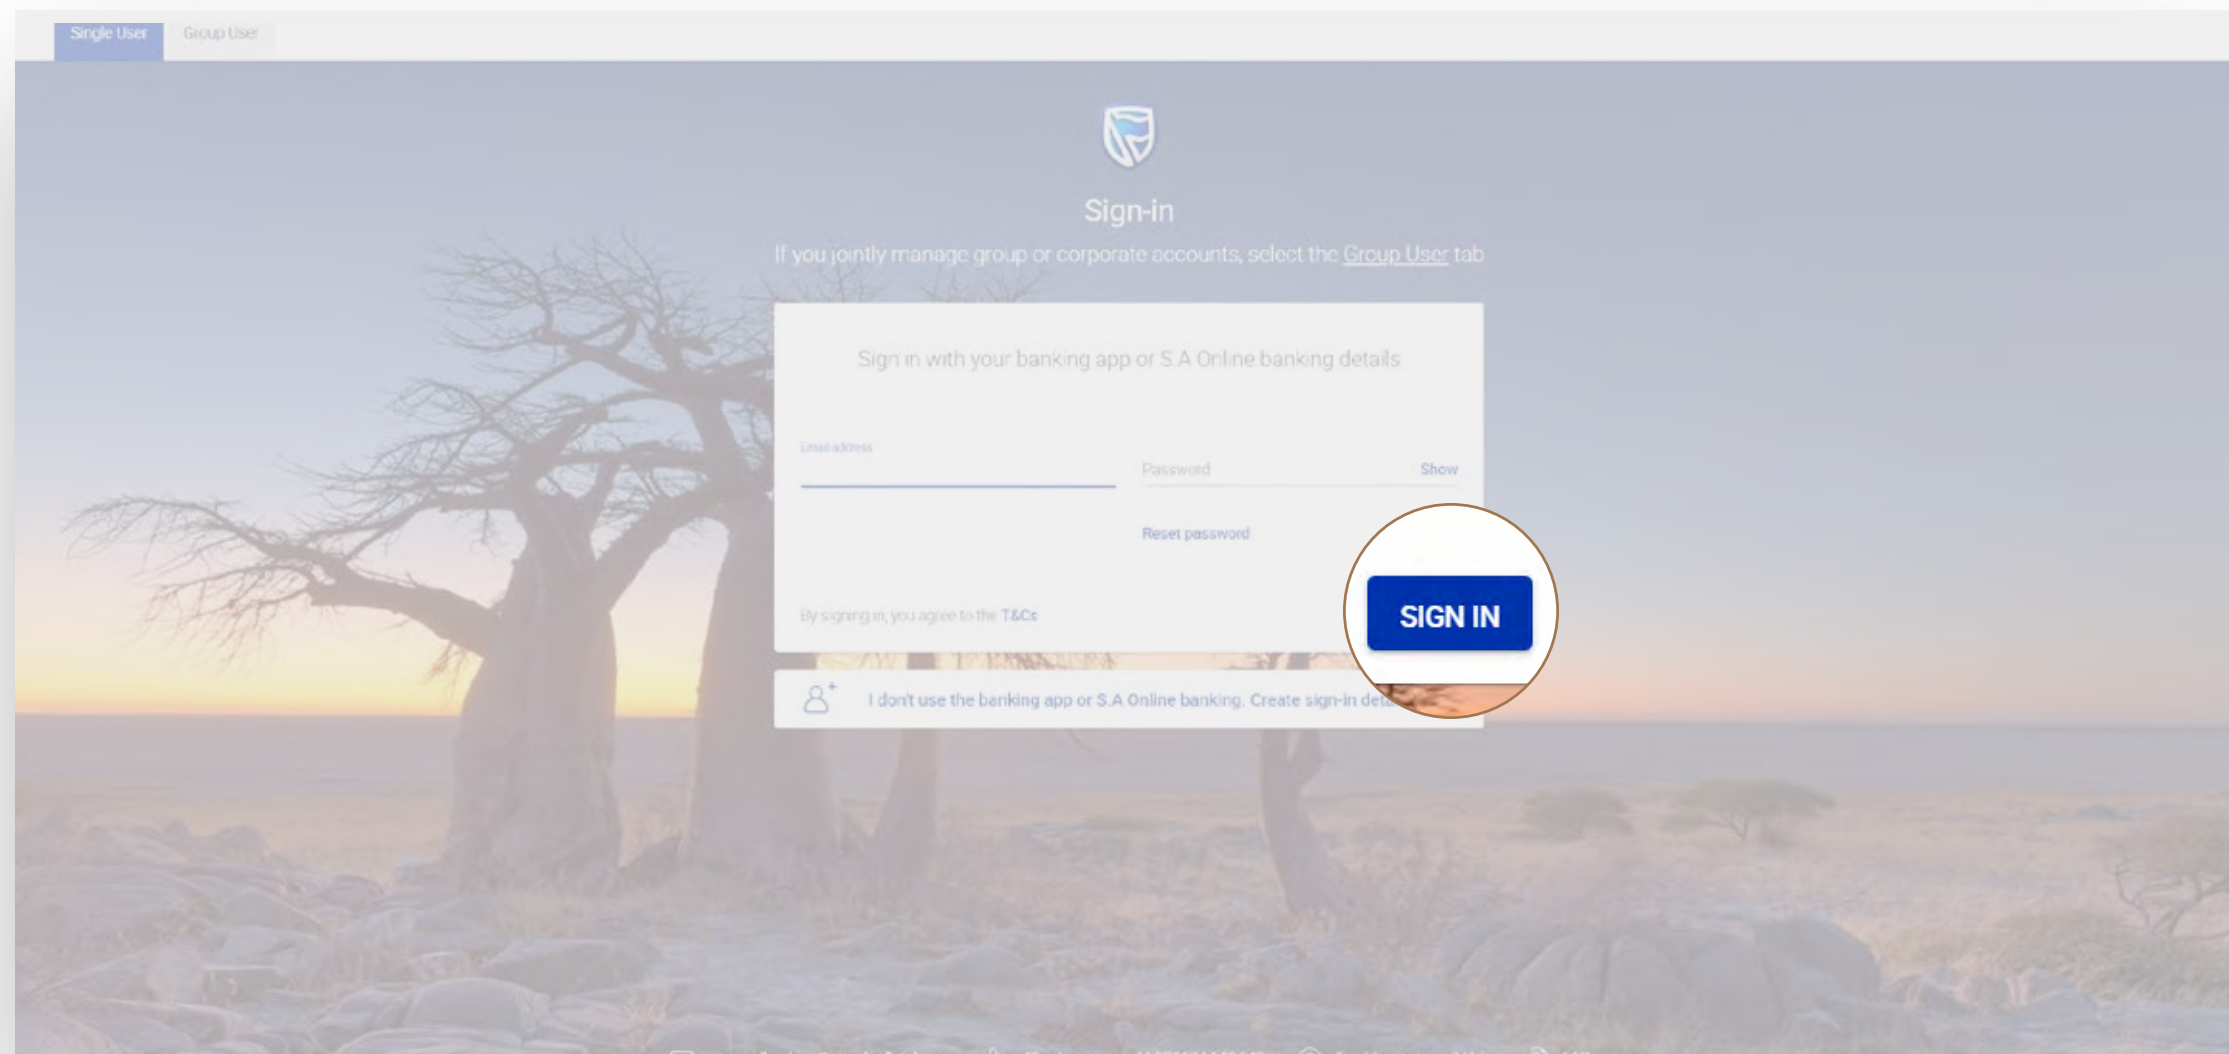 Single User
Group User
Sign-in
If you jointly manage group or corporate accounts, select the Group User tab
Sign in with your banking app or S.A Online banking details
Email address
Password
Show
Reset password
By signing in, you agree to the T&Cs
SIGN IN
I don't use the banking app or S.A Online banking. Create sign-in